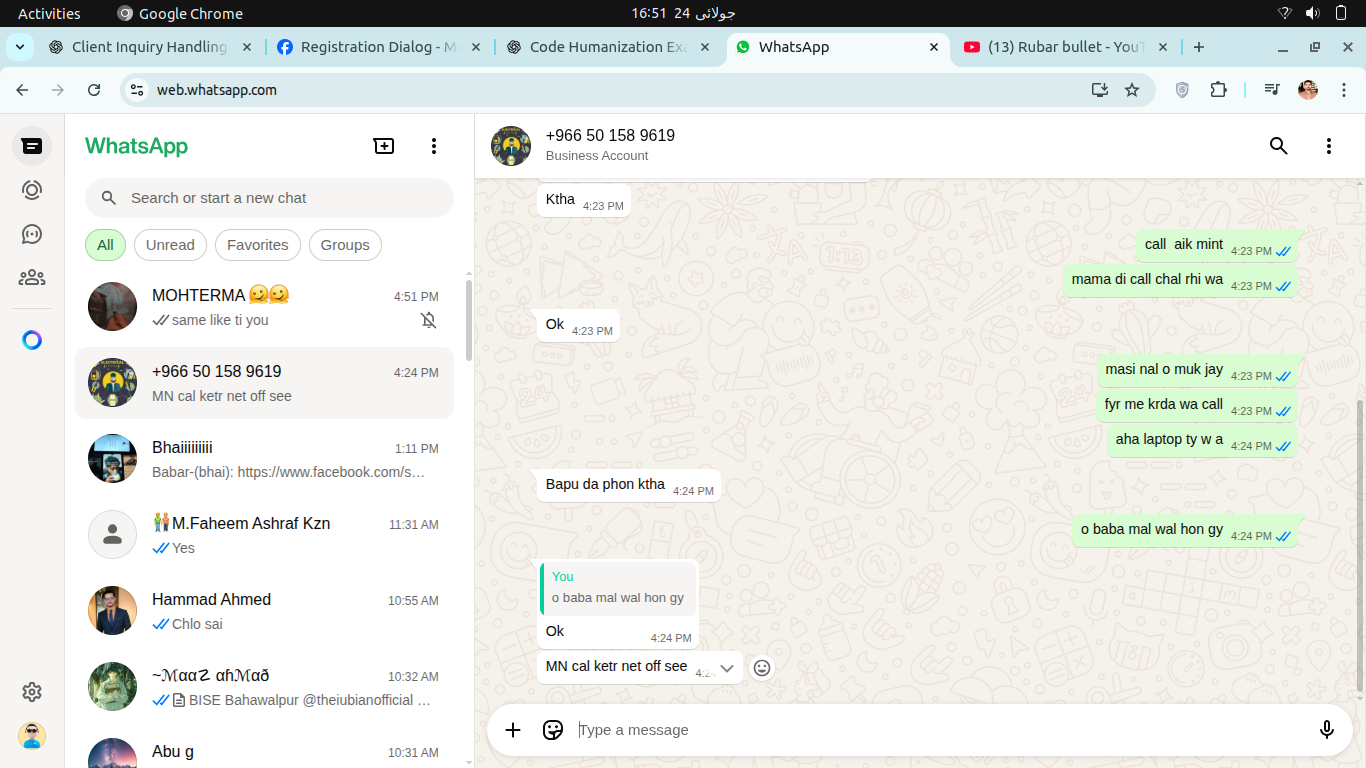 Activities
Google Chrome
16:51 24 جولائی
Client Inquiry Handling
Registration Dialog - M
Code Humanization Exa
WhatsApp
(13) Rubar bullet - YouT
web.whatsapp.com
WhatsApp
Search or start a new chat
All
Unread
Favorites
Groups
MOHTERMA 🫠🫠
4:51 PM
same like ti you
+966 50 158 9619
4:24 PM
MN cal ketr net off see
Bhaiiiiiiiiii
1:11 PM
Babar-(bhai): https://www.facebook.com/s…
M.Faheem Ashraf Kzn
11:31 AM
Yes
Hammad Ahmed
10:55 AM
Chlo sai
10:32 AM
BISE Bahawalpur @theiubianofficial …
Abu g
10:31 AM
+966 50 158 9619
Business Account
Ktha 4:23 PM
call aik mint 4:23 PM
mama di call chal rhi wa 4:23 PM
Ok 4:23 PM
masi nal o muk jay 4:23 PM
fyr me krda wa call 4:23 PM
aha laptop ty w a 4:24 PM
Bapu da phon ktha 4:24 PM
o baba mal wal hon gy 4:24 PM
You
o baba mal wal hon gy
Ok 4:24 PM
MN cal ketr net off see
Type a message